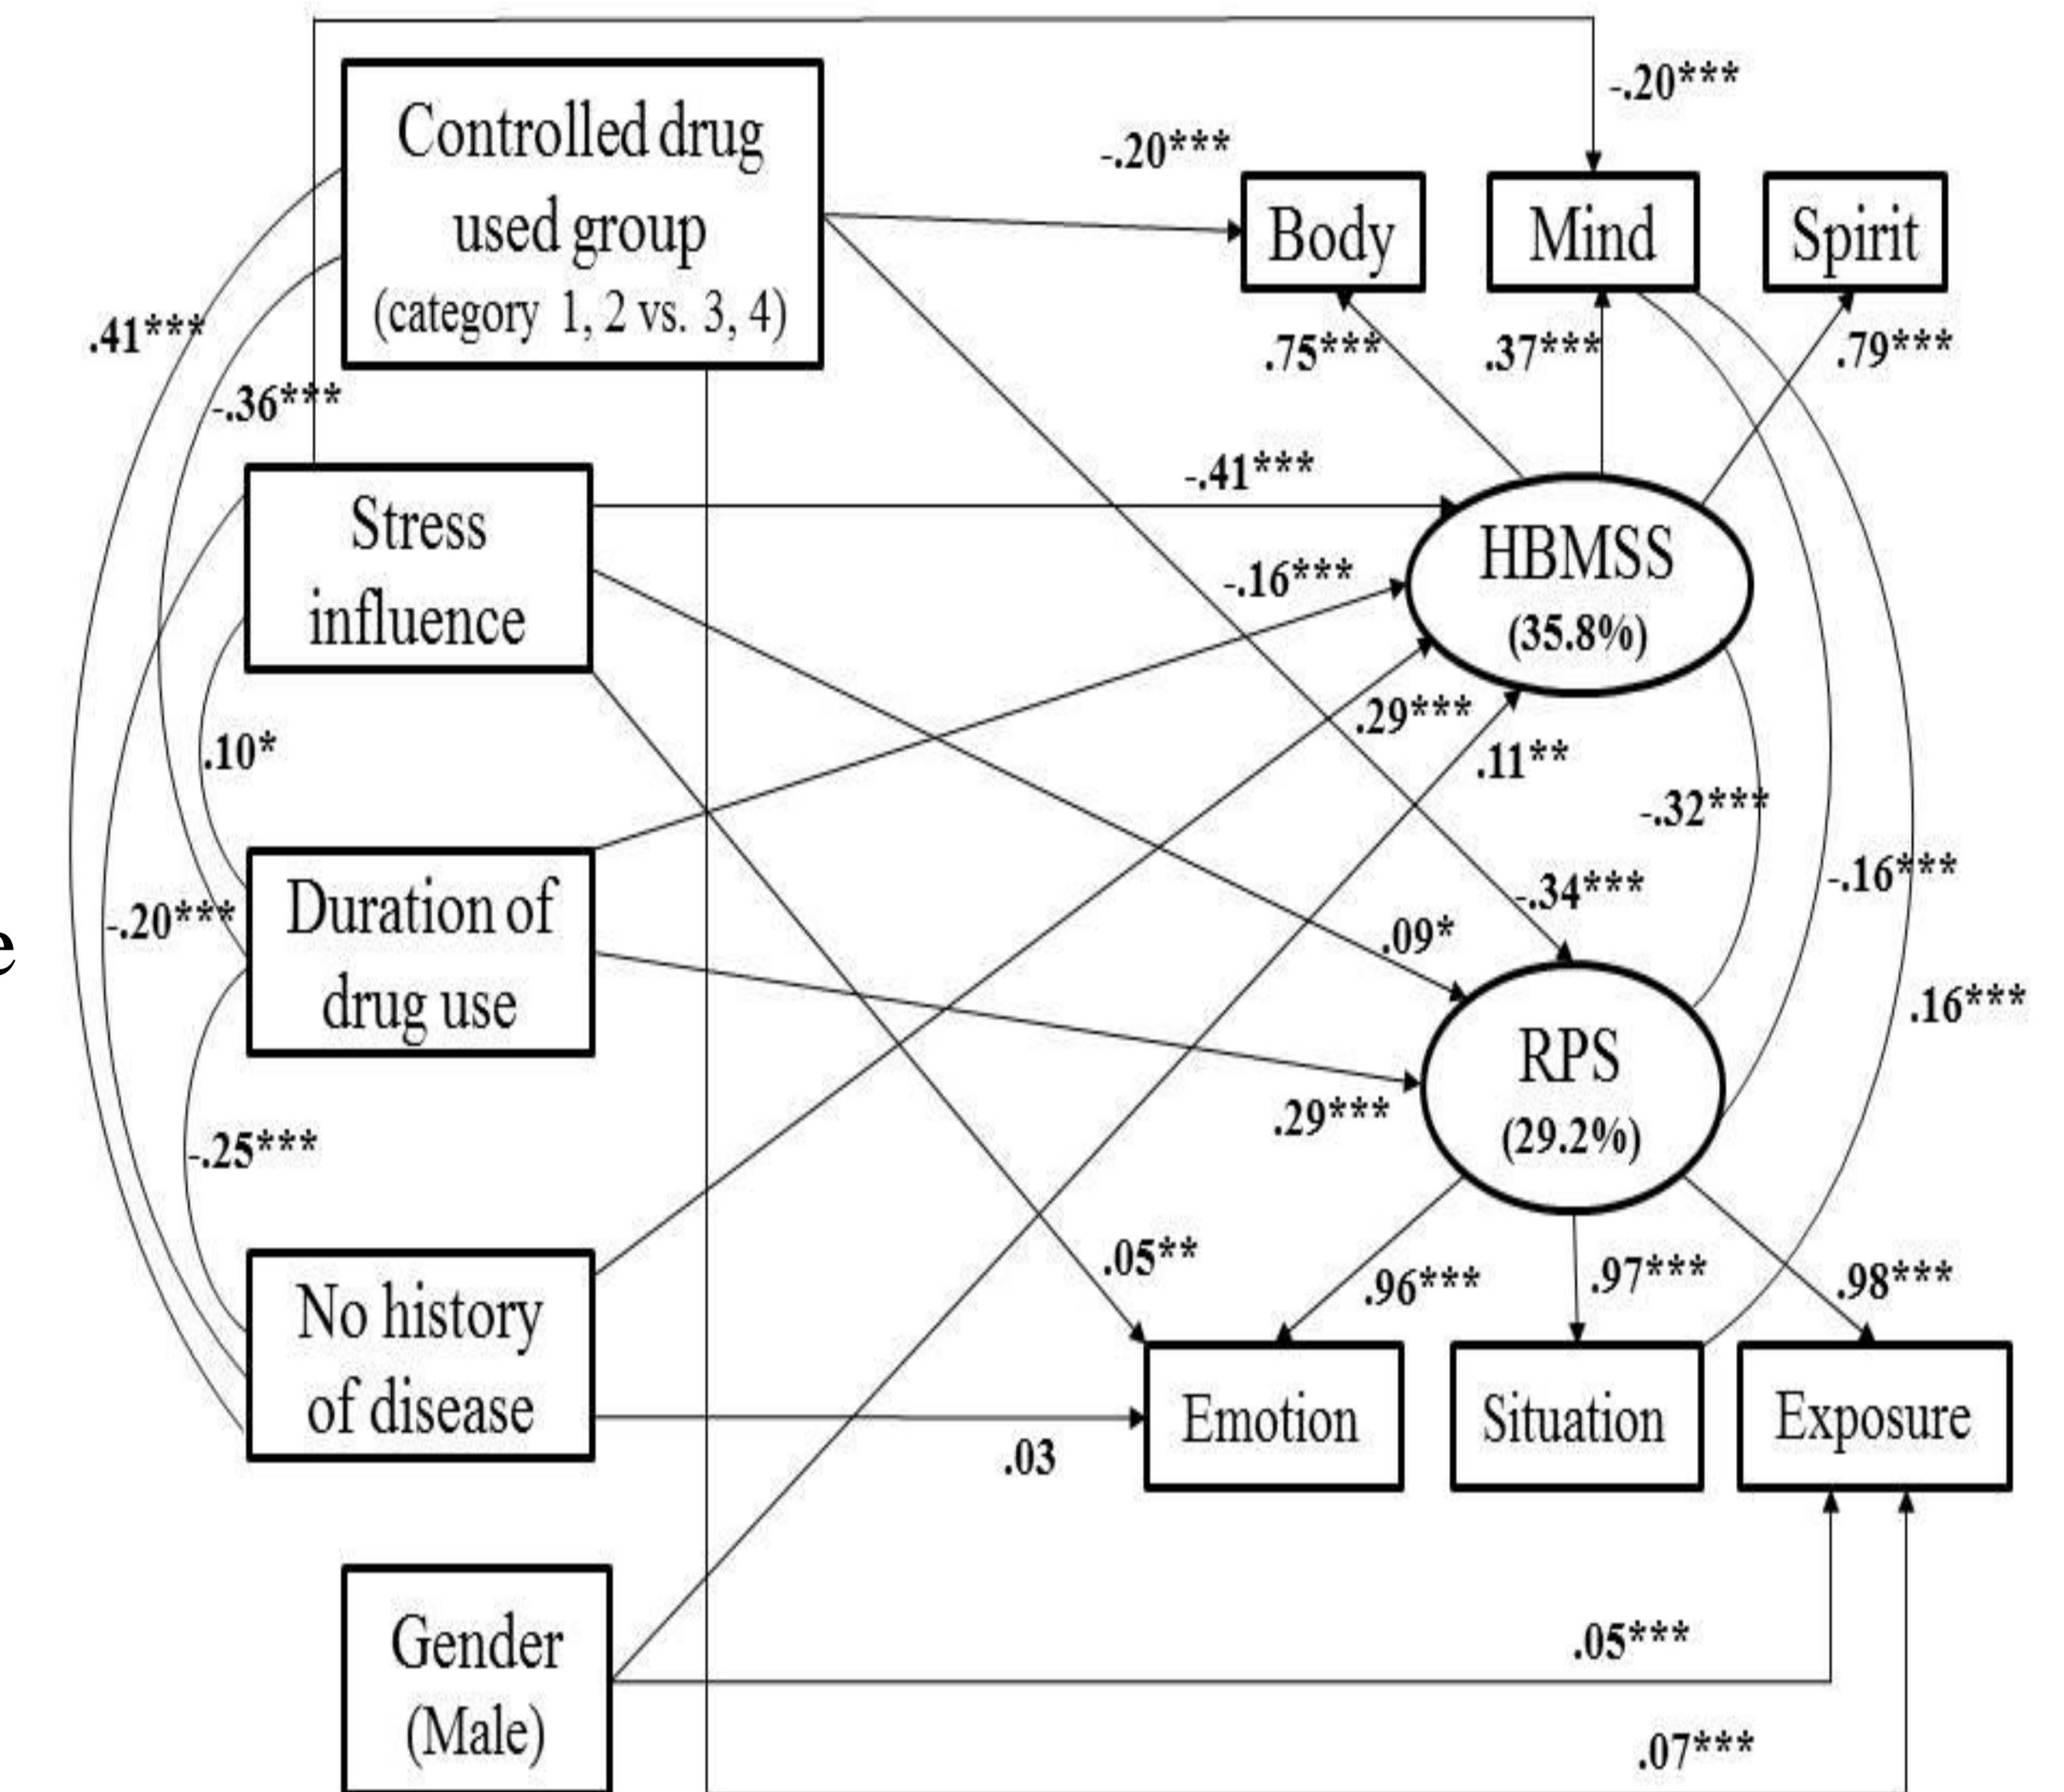 -.20***
Controlled drug
used group
(category 1, 2 vs. 3, 4)
-.20***
Body
Mind
Spirit
.41***
-.36***
.75***
.37***
.79***
Stress
influence
-.41***
HBMSS
(35.8%)
-.16***
.29***
.11**
.10*
-.32***
-.16***
Duration of
drug use
-.20***
-.34***
.09*
e
.16***
RPS
(29.2%)
.29***
-.25***
No history
of disease
.05**
.96***
.97***
.98***
Emotion
Situation
Exposure
.03
Gender
(Male)
.05***
.07***